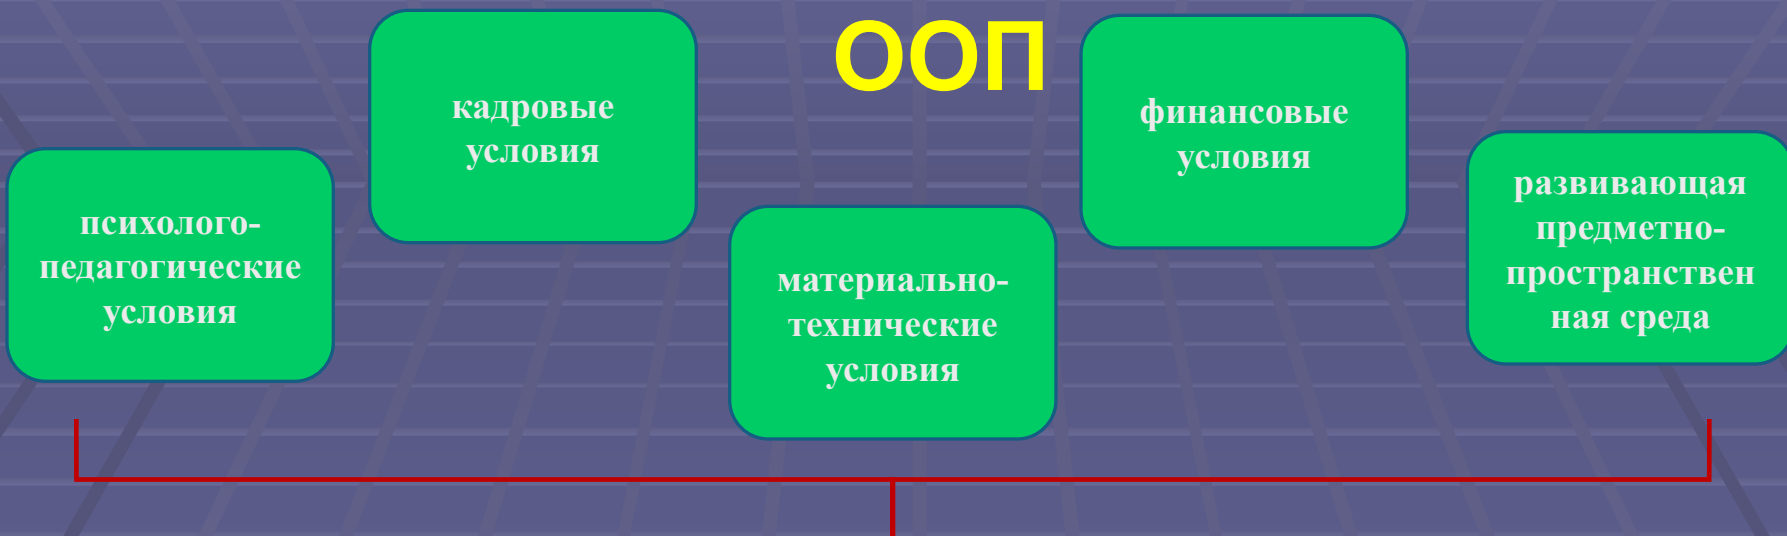 ООП
кадровые
условия
финансовые
условия
психолого-
педагогические
условия
материально-
технические
условия
развивающая
предметно-
пространствен
ная среда